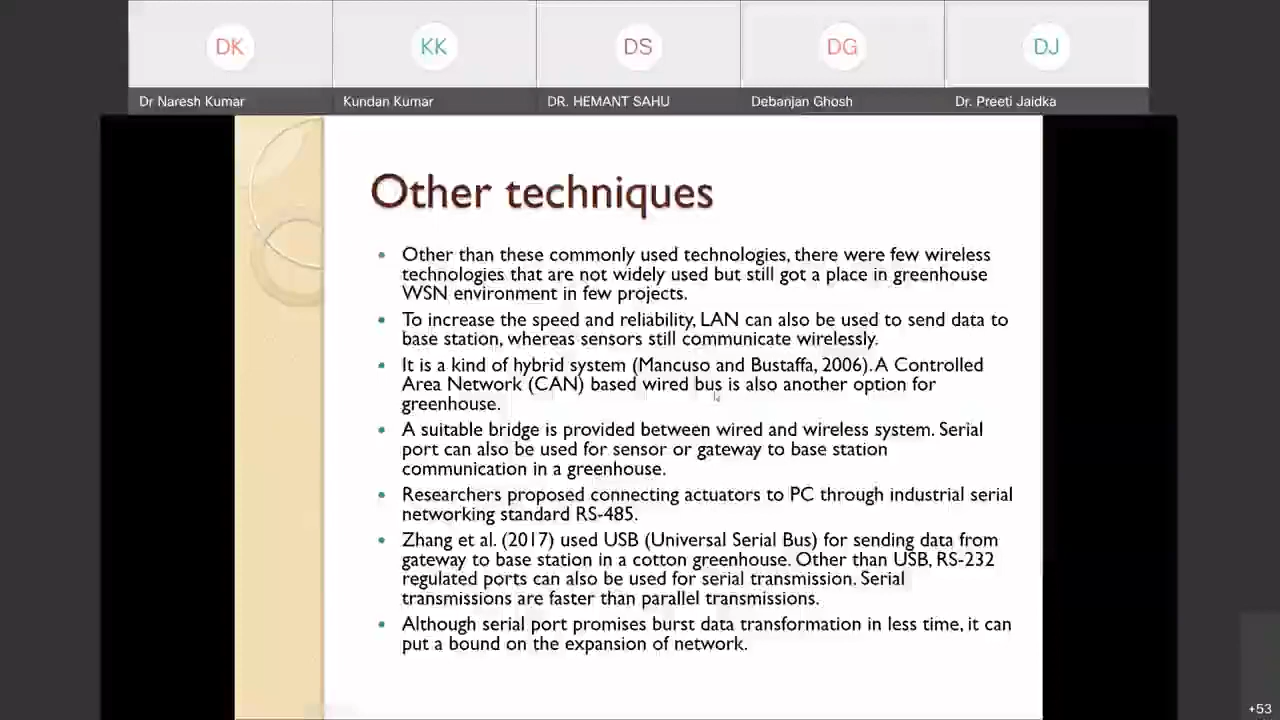 DK
KK
DS
DG
DJ
Dr Naresh Kumar
Kundan Kumar
DR. HEMANT SAHU
Debanjan Ghosh
Dr. Preeti Jaidka
Other techniques
• Other than these commonly used technologies, there were few wireless
technologies that are not widely used but still got a place in greenhouse
WSN environment in few projects.
• To increase the speed and reliability, LAN can also be used to send data to
base station, whereas sensors still communicate wirelessly.
• It is a kind of hybrid system (Mancuso and Bustaffa, 2006). A Controlled
Area Network (CAN) based wired bus is also another option for
greenhouse.
• A suitable bridge is provided between wired and wireless system. Serial
port can also be used for sensor or gateway to base station
communication in a greenhouse.
• Researchers proposed connecting actuators to PC through industrial serial
networking standard RS-485.
• Zhang et al. (2017) used USB (Universal Serial Bus) for sending data from
gateway to base station in a cotton greenhouse. Other than USB, RS-232
regulated ports can also be used for serial transmission. Serial
transmissions are faster than parallel transmissions.
• Although serial port promises burst data transformation in less time, it can
put a bound on the expansion of network.
+53